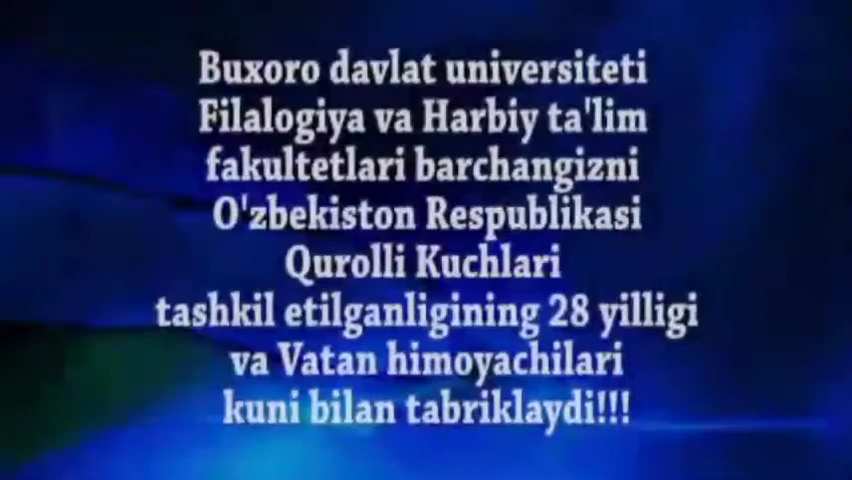 Buxoro davlat universiteti
Filalogiya va Harbiy ta'lim
fakultetlari barchangizni
O'zbekiston Respublikasi
Qurolli Kuchlari
tashkil etilganligining 28 yilligi
va Vatan himoyachilari
kuni bilan tabriklaydi!!!